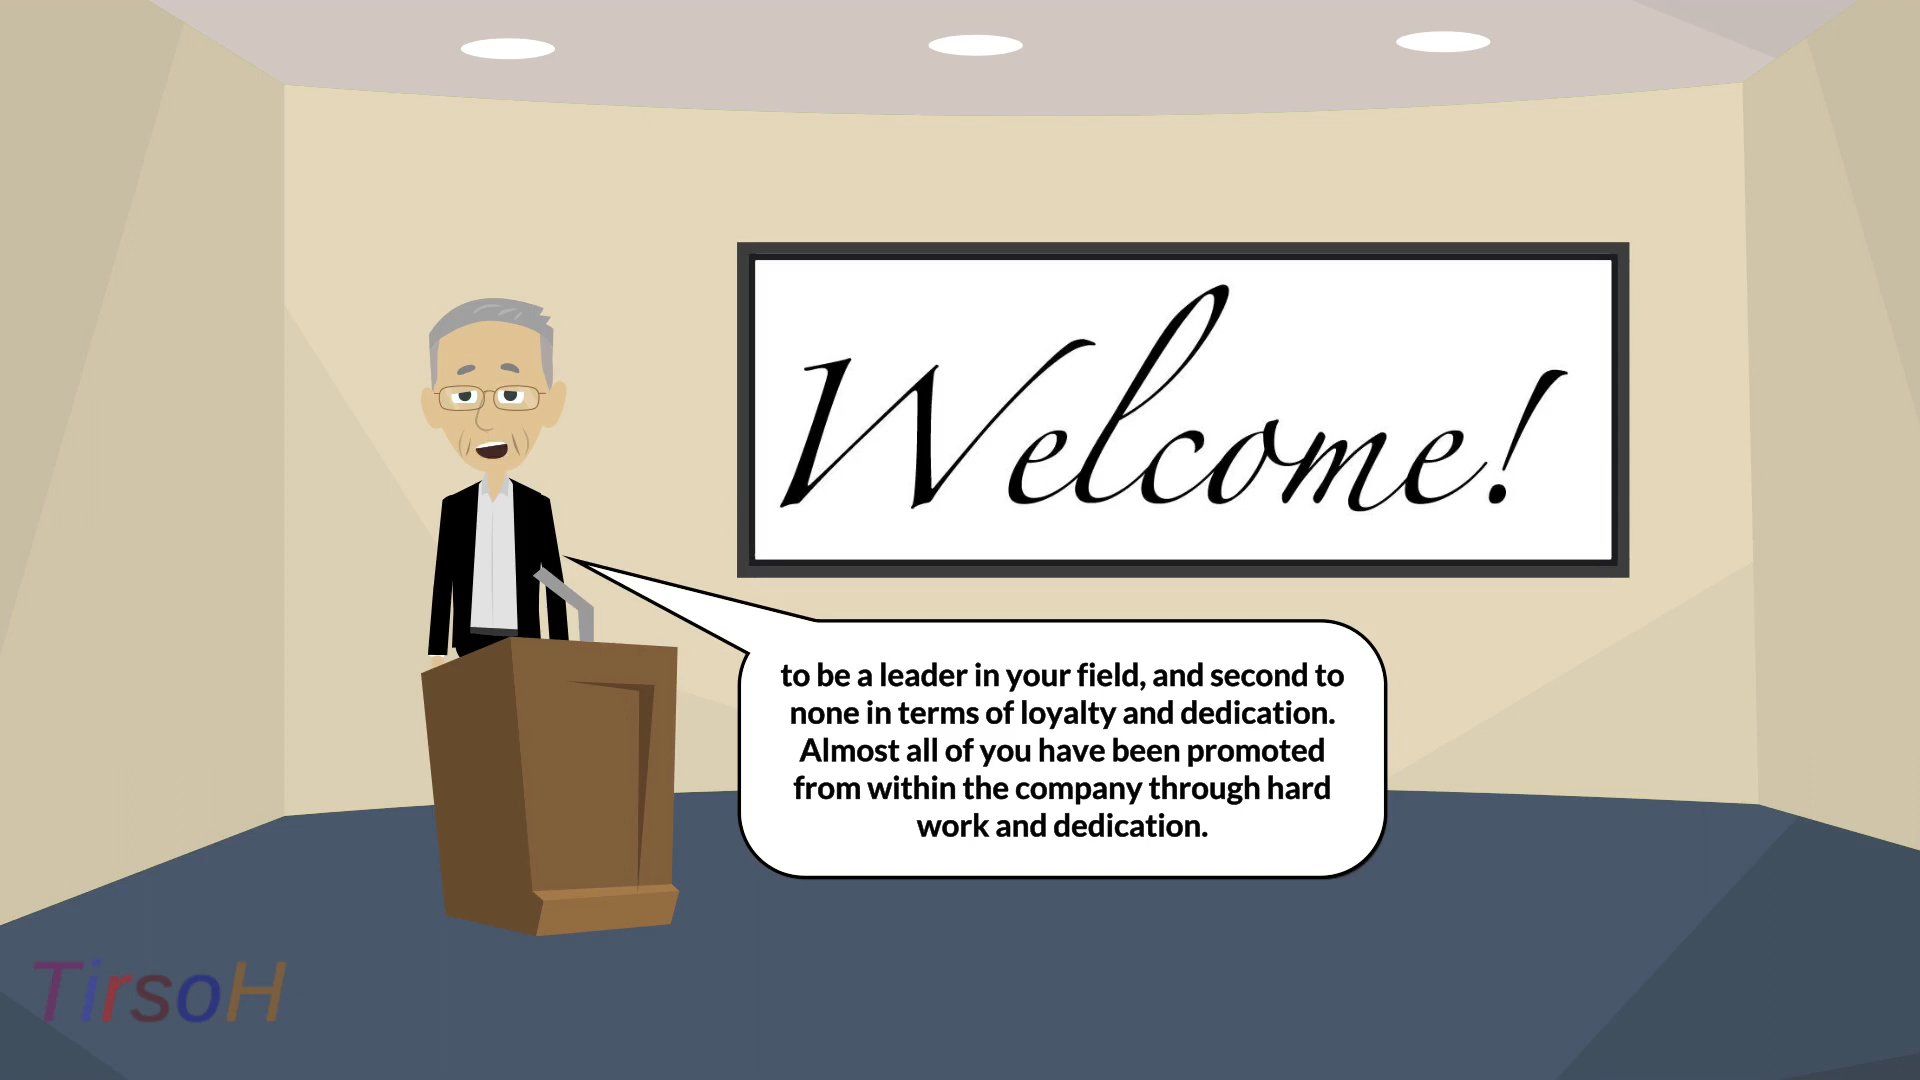 Welcome!
to be a leader in your field, and second to
none in terms of loyalty and dedication.
Almost all of you have been promoted
from within the company through hard
work and dedication.
TirsoH